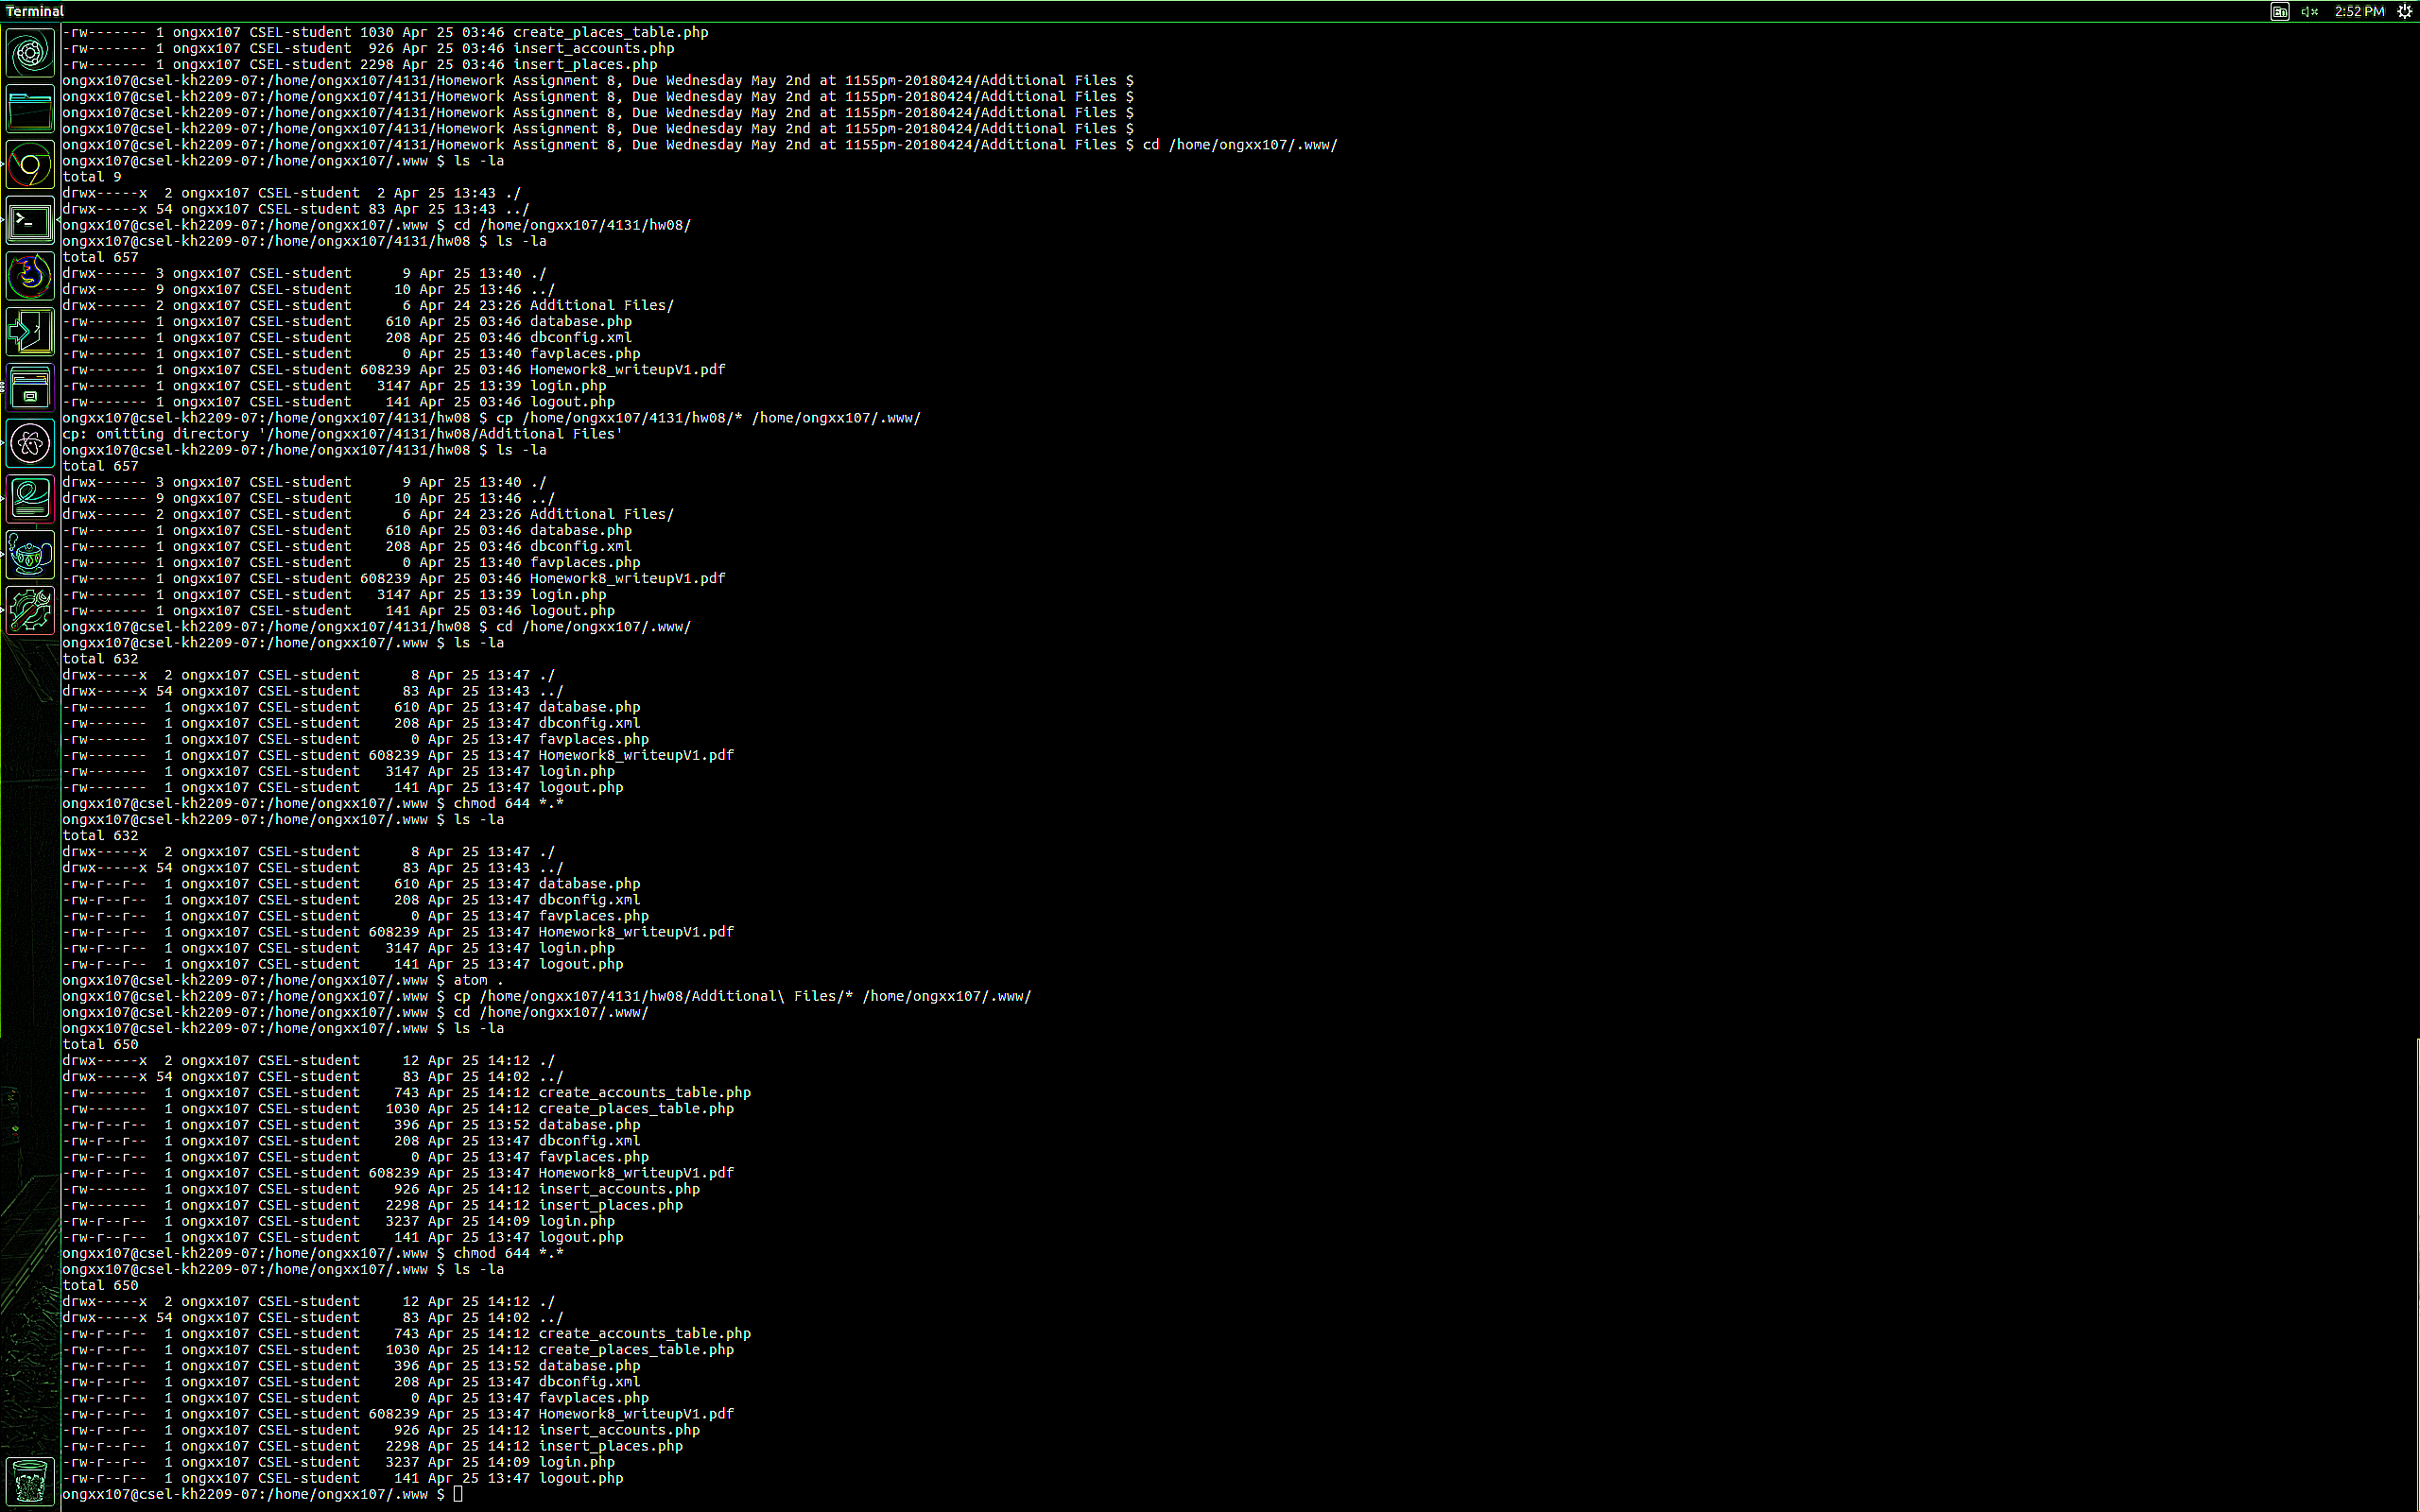 Terminal
2:52 PM
-rw------- 1 ongxx107 CSEL-student 1030 Apr 25 03:46 create_places_table.php
-rw------- 1 ongxx107 CSEL-student  926 Apr 25 03:46 insert_accounts.php
-rw------- 1 ongxx107 CSEL-student 2298 Apr 25 03:46 insert_places.php
ongxx107@csel-kh2209-07:/home/ongxx107/4131/Homework Assignment 8, Due Wednesday May 2nd at 1155pm-20180424/Additional Files $
ongxx107@csel-kh2209-07:/home/ongxx107/4131/Homework Assignment 8, Due Wednesday May 2nd at 1155pm-20180424/Additional Files $
ongxx107@csel-kh2209-07:/home/ongxx107/4131/Homework Assignment 8, Due Wednesday May 2nd at 1155pm-20180424/Additional Files $
ongxx107@csel-kh2209-07:/home/ongxx107/4131/Homework Assignment 8, Due Wednesday May 2nd at 1155pm-20180424/Additional Files $
ongxx107@csel-kh2209-07:/home/ongxx107/4131/Homework Assignment 8, Due Wednesday May 2nd at 1155pm-20180424/Additional Files $ cd /home/ongxx107/.www/
ongxx107@csel-kh2209-07:/home/ongxx107/.www $ ls -la
total 9
drwx-----x  2 ongxx107 CSEL-student  2 Apr 25 13:43 ./
drwx-----x 54 ongxx107 CSEL-student 83 Apr 25 13:43 ../
ongxx107@csel-kh2209-07:/home/ongxx107/.www $ cd /home/ongxx107/4131/hw08/
ongxx107@csel-kh2209-07:/home/ongxx107/4131/hw08 $ ls -la
total 657
drwx------ 3 ongxx107 CSEL-student      9 Apr 25 13:40 ./
drwx------ 9 ongxx107 CSEL-student     10 Apr 25 13:46 ../
drwx------ 2 ongxx107 CSEL-student      6 Apr 24 23:26 Additional Files/
-rw------- 1 ongxx107 CSEL-student    610 Apr 25 03:46 database.php
-rw------- 1 ongxx107 CSEL-student    208 Apr 25 03:46 dbconfig.xml
-rw------- 1 ongxx107 CSEL-student      0 Apr 25 13:40 favplaces.php
-rw------- 1 ongxx107 CSEL-student 608239 Apr 25 03:46 Homework8_writeupV1.pdf
-rw------- 1 ongxx107 CSEL-student   3147 Apr 25 13:39 login.php
-rw------- 1 ongxx107 CSEL-student    141 Apr 25 03:46 logout.php
ongxx107@csel-kh2209-07:/home/ongxx107/4131/hw08 $ cp /home/ongxx107/4131/hw08/* /home/ongxx107/.www/
cp: omitting directory '/home/ongxx107/4131/hw08/Additional Files'
ongxx107@csel-kh2209-07:/home/ongxx107/4131/hw08 $ ls -la
total 657
drwx------ 3 ongxx107 CSEL-student      9 Apr 25 13:40 ./
drwx------ 9 ongxx107 CSEL-student     10 Apr 25 13:46 ../
drwx------ 2 ongxx107 CSEL-student      6 Apr 24 23:26 Additional Files/
-rw------- 1 ongxx107 CSEL-student    610 Apr 25 03:46 database.php
-rw------- 1 ongxx107 CSEL-student    208 Apr 25 03:46 dbconfig.xml
-rw------- 1 ongxx107 CSEL-student      0 Apr 25 13:40 favplaces.php
-rw------- 1 ongxx107 CSEL-student 608239 Apr 25 03:46 Homework8_writeupV1.pdf
-rw------- 1 ongxx107 CSEL-student   3147 Apr 25 13:39 login.php
-rw------- 1 ongxx107 CSEL-student    141 Apr 25 03:46 logout.php
ongxx107@csel-kh2209-07:/home/ongxx107/4131/hw08 $ cd /home/ongxx107/.www/
ongxx107@csel-kh2209-07:/home/ongxx107/.www $ ls -la
total 632
drwx-----x  2 ongxx107 CSEL-student      8 Apr 25 13:47 ./
drwx-----x 54 ongxx107 CSEL-student     83 Apr 25 13:43 ../
-rw-------  1 ongxx107 CSEL-student    610 Apr 25 13:47 database.php
-rw-------  1 ongxx107 CSEL-student    208 Apr 25 13:47 dbconfig.xml
-rw-------  1 ongxx107 CSEL-student      0 Apr 25 13:47 favplaces.php
-rw-------  1 ongxx107 CSEL-student 608239 Apr 25 13:47 Homework8_writeupV1.pdf
-rw-------  1 ongxx107 CSEL-student   3147 Apr 25 13:47 login.php
-rw-------  1 ongxx107 CSEL-student    141 Apr 25 13:47 logout.php
ongxx107@csel-kh2209-07:/home/ongxx107/.www $ chmod 644 *.*
ongxx107@csel-kh2209-07:/home/ongxx107/.www $ ls -la
total 632
drwx-----x  2 ongxx107 CSEL-student      8 Apr 25 13:47 ./
drwx-----x 54 ongxx107 CSEL-student     83 Apr 25 13:43 ../
-rw-r--r--  1 ongxx107 CSEL-student    610 Apr 25 13:47 database.php
-rw-r--r--  1 ongxx107 CSEL-student    208 Apr 25 13:47 dbconfig.xml
-rw-r--r--  1 ongxx107 CSEL-student      0 Apr 25 13:47 favplaces.php
-rw-r--r--  1 ongxx107 CSEL-student 608239 Apr 25 13:47 Homework8_writeupV1.pdf
-rw-r--r--  1 ongxx107 CSEL-student   3147 Apr 25 13:47 login.php
-rw-r--r--  1 ongxx107 CSEL-student    141 Apr 25 13:47 logout.php
ongxx107@csel-kh2209-07:/home/ongxx107/.www $ atom .
ongxx107@csel-kh2209-07:/home/ongxx107/.www $ cp /home/ongxx107/4131/hw08/Additional\ Files/* /home/ongxx107/.www/
ongxx107@csel-kh2209-07:/home/ongxx107/.www $ cd /home/ongxx107/.www/
ongxx107@csel-kh2209-07:/home/ongxx107/.www $ ls -la
total 650
drwx-----x  2 ongxx107 CSEL-student     12 Apr 25 14:12 ./
drwx-----x 54 ongxx107 CSEL-student     83 Apr 25 14:02 ../
-rw-------  1 ongxx107 CSEL-student    743 Apr 25 14:12 create_accounts_table.php
-rw-------  1 ongxx107 CSEL-student   1030 Apr 25 14:12 create_places_table.php
-rw-r--r--  1 ongxx107 CSEL-student    396 Apr 25 13:52 database.php
-rw-r--r--  1 ongxx107 CSEL-student    208 Apr 25 13:47 dbconfig.xml
-rw-r--r--  1 ongxx107 CSEL-student      0 Apr 25 13:47 favplaces.php
-rw-r--r--  1 ongxx107 CSEL-student 608239 Apr 25 13:47 Homework8_writeupV1.pdf
-rw-------  1 ongxx107 CSEL-student    926 Apr 25 14:12 insert_accounts.php
-rw-------  1 ongxx107 CSEL-student   2298 Apr 25 14:12 insert_places.php
-rw-r--r--  1 ongxx107 CSEL-student   3237 Apr 25 14:09 login.php
-rw-r--r--  1 ongxx107 CSEL-student    141 Apr 25 13:47 logout.php
ongxx107@csel-kh2209-07:/home/ongxx107/.www $ chmod 644 *.*
ongxx107@csel-kh2209-07:/home/ongxx107/.www $ ls -la
total 650
drwx-----x  2 ongxx107 CSEL-student     12 Apr 25 14:12 ./
drwx-----x 54 ongxx107 CSEL-student     83 Apr 25 14:02 ../
-rw-r--r--  1 ongxx107 CSEL-student    743 Apr 25 14:12 create_accounts_table.php
-rw-r--r--  1 ongxx107 CSEL-student   1030 Apr 25 14:12 create_places_table.php
-rw-r--r--  1 ongxx107 CSEL-student    396 Apr 25 13:52 database.php
-rw-r--r--  1 ongxx107 CSEL-student    208 Apr 25 13:47 dbconfig.xml
-rw-r--r--  1 ongxx107 CSEL-student      0 Apr 25 13:47 favplaces.php
-rw-r--r--  1 ongxx107 CSEL-student 608239 Apr 25 13:47 Homework8_writeupV1.pdf
-rw-r--r--  1 ongxx107 CSEL-student    926 Apr 25 14:12 insert_accounts.php
-rw-r--r--  1 ongxx107 CSEL-student   2298 Apr 25 14:12 insert_places.php
-rw-r--r--  1 ongxx107 CSEL-student   3237 Apr 25 14:09 login.php
-rw-r--r--  1 ongxx107 CSEL-student    141 Apr 25 13:47 logout.php
ongxx107@csel-kh2209-07:/home/ongxx107/.www $